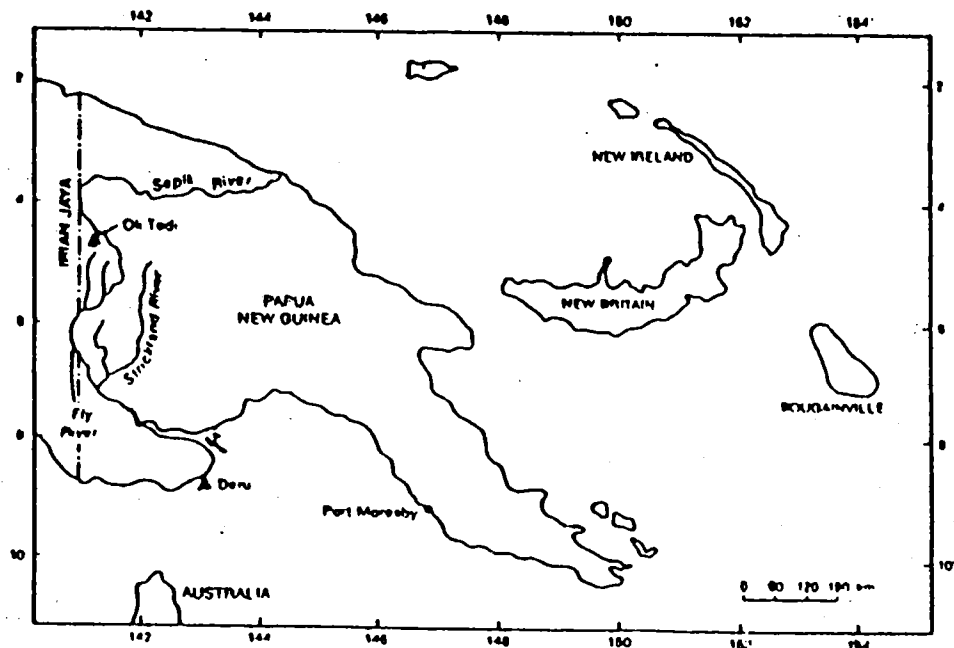 142 144 146 148 150 152 154
2 2
NEW IRELAND
Sepik River
4 4
IRIAN JAYA
Ok Tedi
PAPUA
NEW GUINEA
NEW BRITAIN
6 6
Strickland River
BOUGAINVILLE
Fly
River
8 8
Daru
Port Moresby
10 10°
AUSTRALIA
0 60 120 180 km
142 144 146 148 150